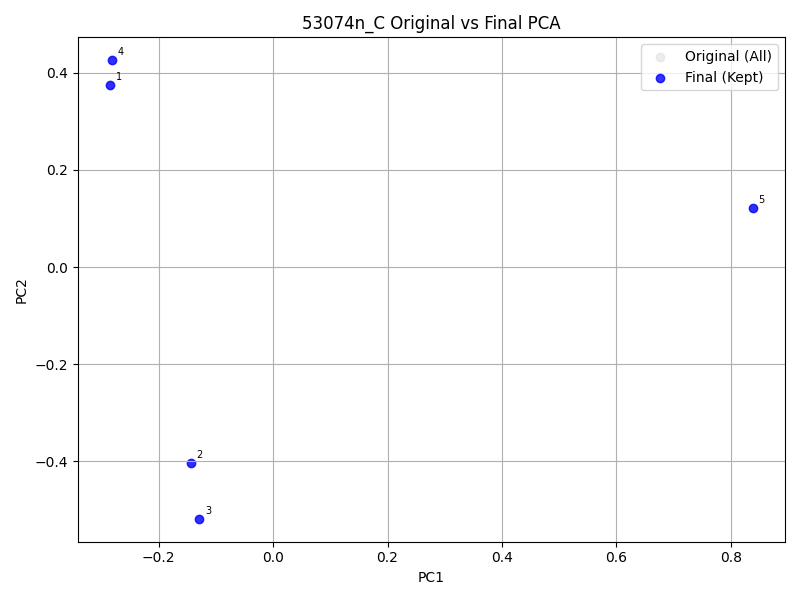 53074n_C Original vs Final PCA
Original (All)
Final (Kept)
4
1
5
2
3
0.4
0.2
0.0
−0.2
−0.4
PC2
−0.2 0.0 0.2 0.4 0.6 0.8
PC1